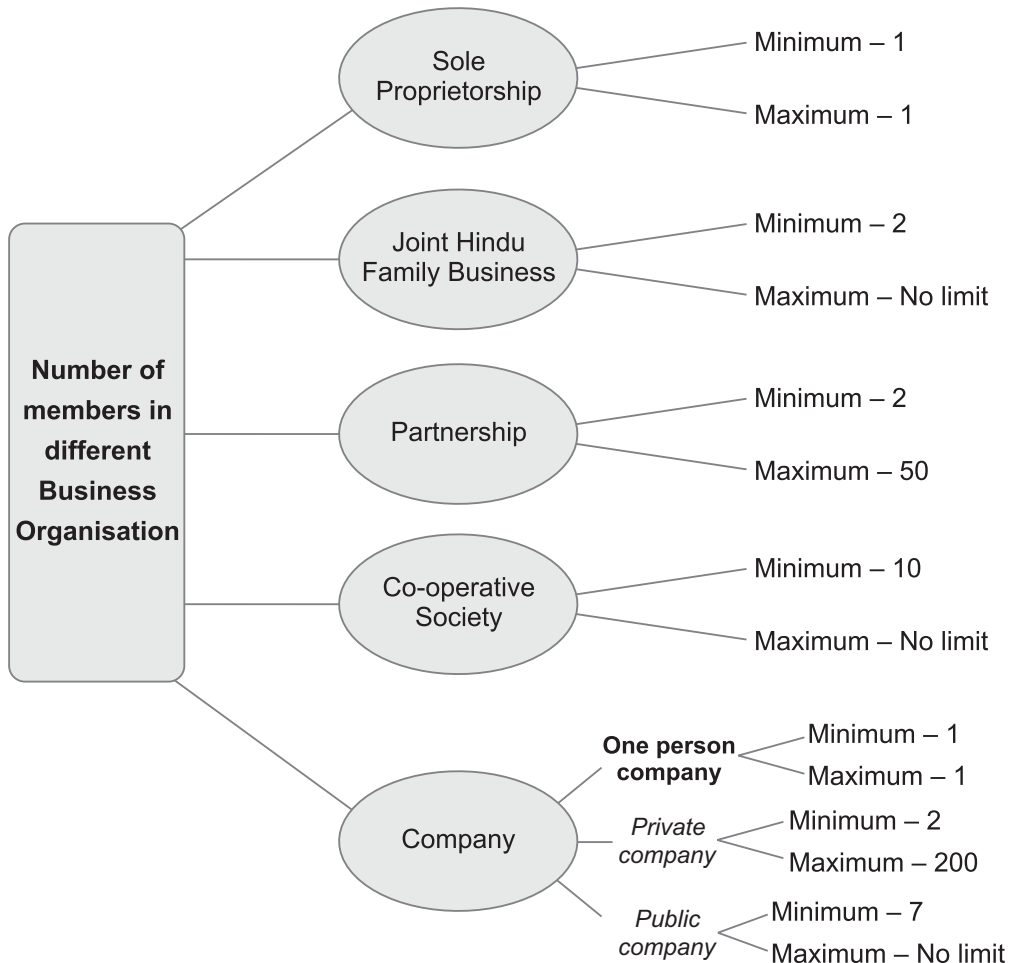 Number of
members in
different
Business
Organisation
Sole
Proprietorship
Minimum – 1
Maximum – 1
Joint Hindu
Family Business
Minimum – 2
Maximum – No limit
Partnership
Minimum – 2
Maximum – 50
Co-operative
Society
Minimum – 10
Maximum – No limit
Company
One person
company
Minimum – 1
Maximum – 1
Private
company
Minimum – 2
Maximum – 200
Public
company
Minimum – 7
Maximum – No limit